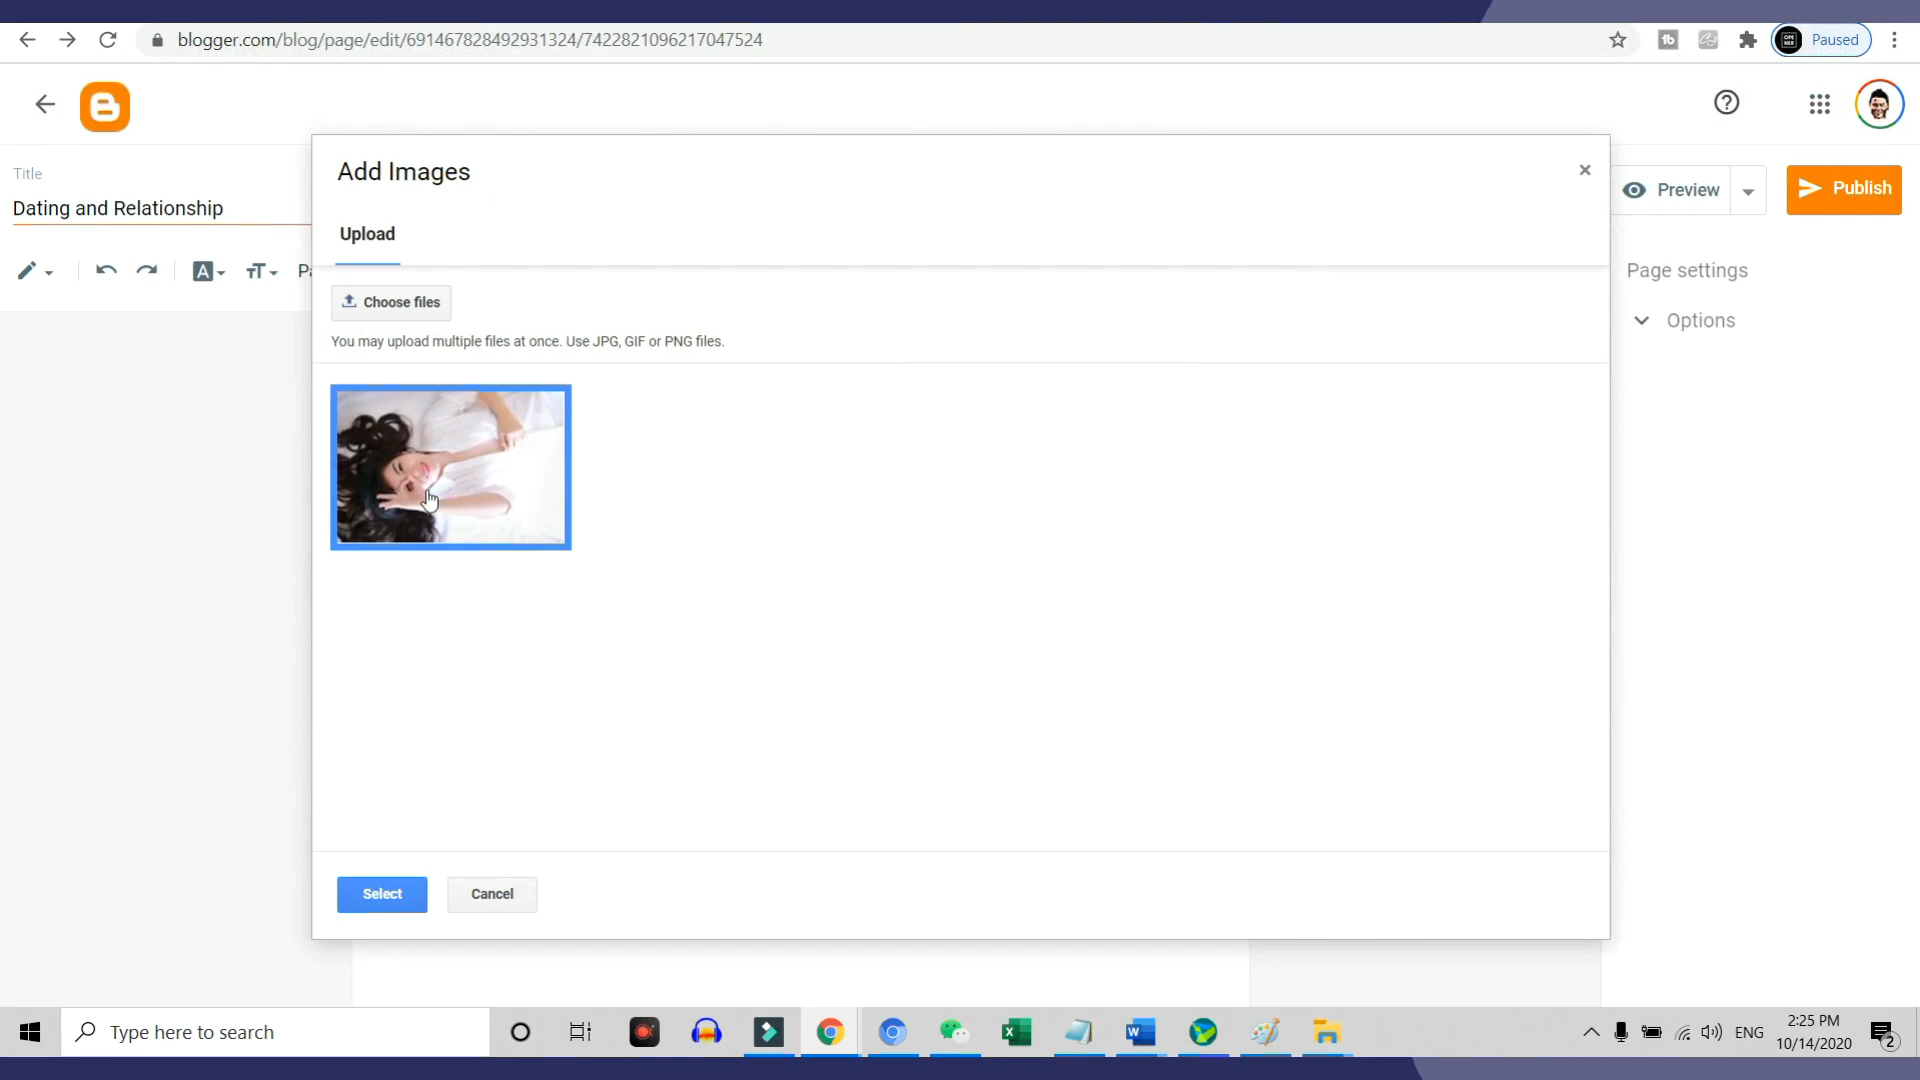 blogger.com/blog/page/edit/691467828492931324/7422821096217047524
Paused
Title
Dating and Relationship
Add Images
Preview
Publish
Upload
Page settings
Options
Choose files
You may upload multiple files at once. Use JPG, GIF or PNG files.
Select
Cancel
Type here to search
ENG
2:25 PM
10/14/2020
2